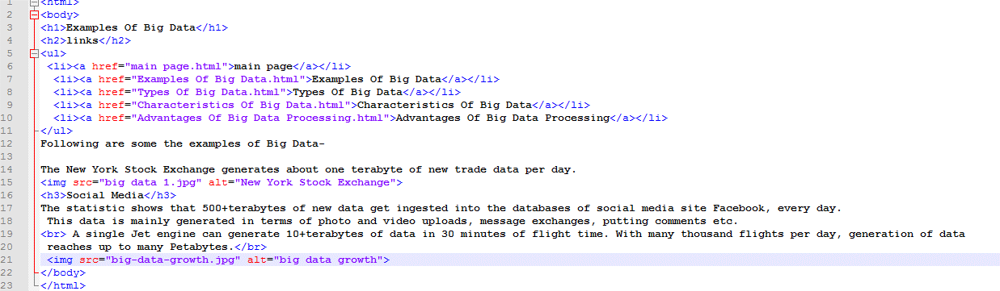 1 <html>
2 <body>
3 <h1>Examples Of Big Data</h1>
4 <h2>links</h2>
5 <ul>
6 <li><a href="main page.html">main page</a></li>
7 <li><a href="Examples Of Big Data.html">Examples Of Big Data</a></li>
8 <li><a href="Types Of Big Data.html">Types Of Big Data</a></li>
9 <li><a href="Characteristics Of Big Data.html">Characteristics Of Big Data</a></li>
10 <li><a href="Advantages Of Big Data Processing.html">Advantages Of Big Data Processing</a></li>
11 </ul>
12 Following are some the examples of Big Data-
13
14 The New York Stock Exchange generates about one terabyte of new trade data per day.
15 <img src="big data 1.jpg" alt="New York Stock Exchange">
16 <h3>Social Media</h3>
17 The statistic shows that 500+terabytes of new data get ingested into the databases of social media site Facebook, every day.
18 This data is mainly generated in terms of photo and video uploads, message exchanges, putting comments etc.
19 <br> A single Jet engine can generate 10+terabytes of data in 30 minutes of flight time. With many thousand flights per day, generation of data
20 reaches up to many Petabytes.</br>
21 <img src="big-data-growth.jpg" alt="big data growth">
22 </body>
23 </html>